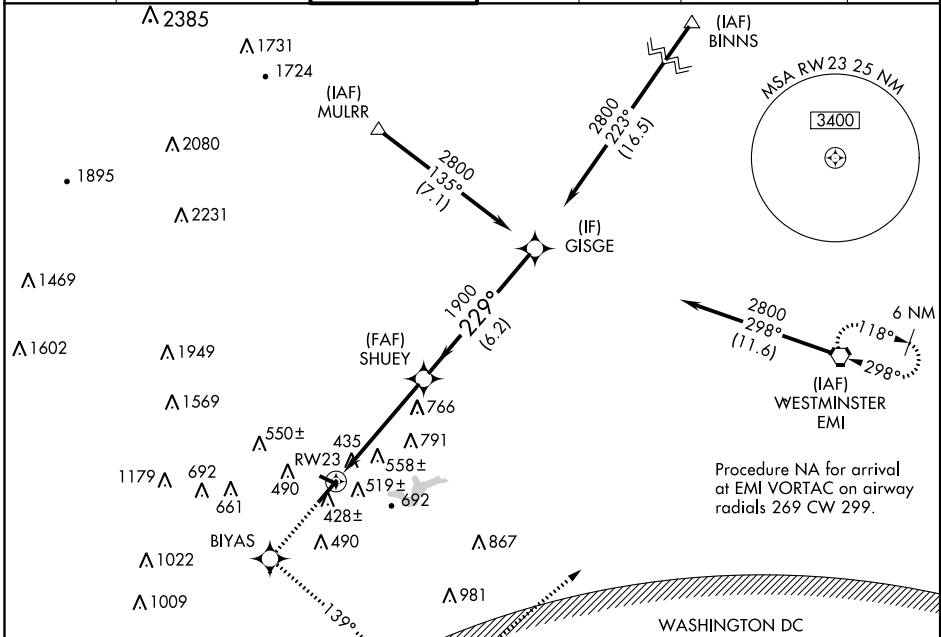 2385
1731
1724
(IAF)
BINNS
(IAF)
MULRR
MSA RW 23 25 NM
3400
2800
223°
(16.5)
2080
2800
135°
(7.1)
1895
2231
(IF)
GISGE
1469
1900
229°
(6.2)
2800
298°
(11.6)
6 NM
118°
298°
(IAF)
WESTMINSTER
EMI
1602
1949
(FAF)
SHUEY
1569
766
550±
435
791
RW23
558±
1179
692
661
490
519±
692
428±
Procedure NA for arrival
at EMI VORTAC on airway
radials 269 CW 299.
BIYAS
490
867
1022
1009
981
139°
WASHINGTON DC